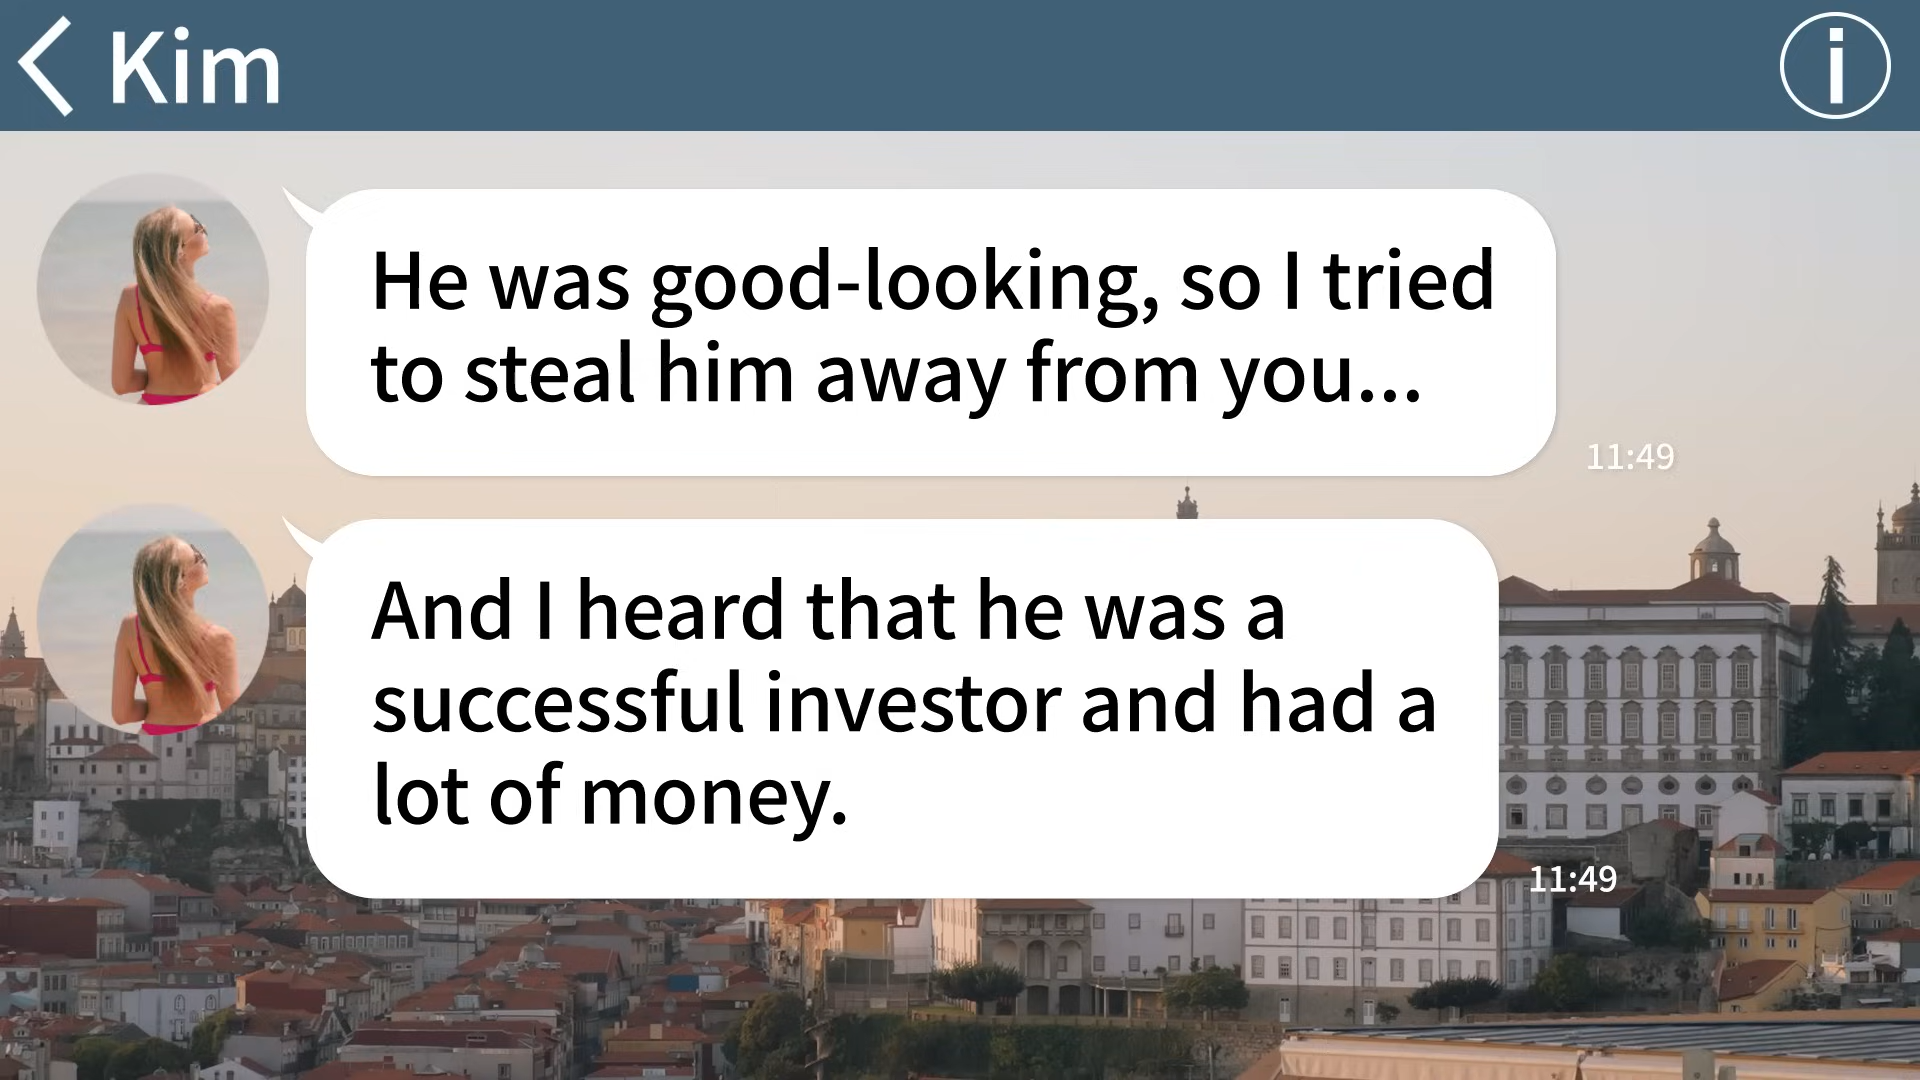 Kim
He was good-looking, so I tried
to steal him away from you...
11:49
And I heard that he was a
successful investor and had a
lot of money.
11:49